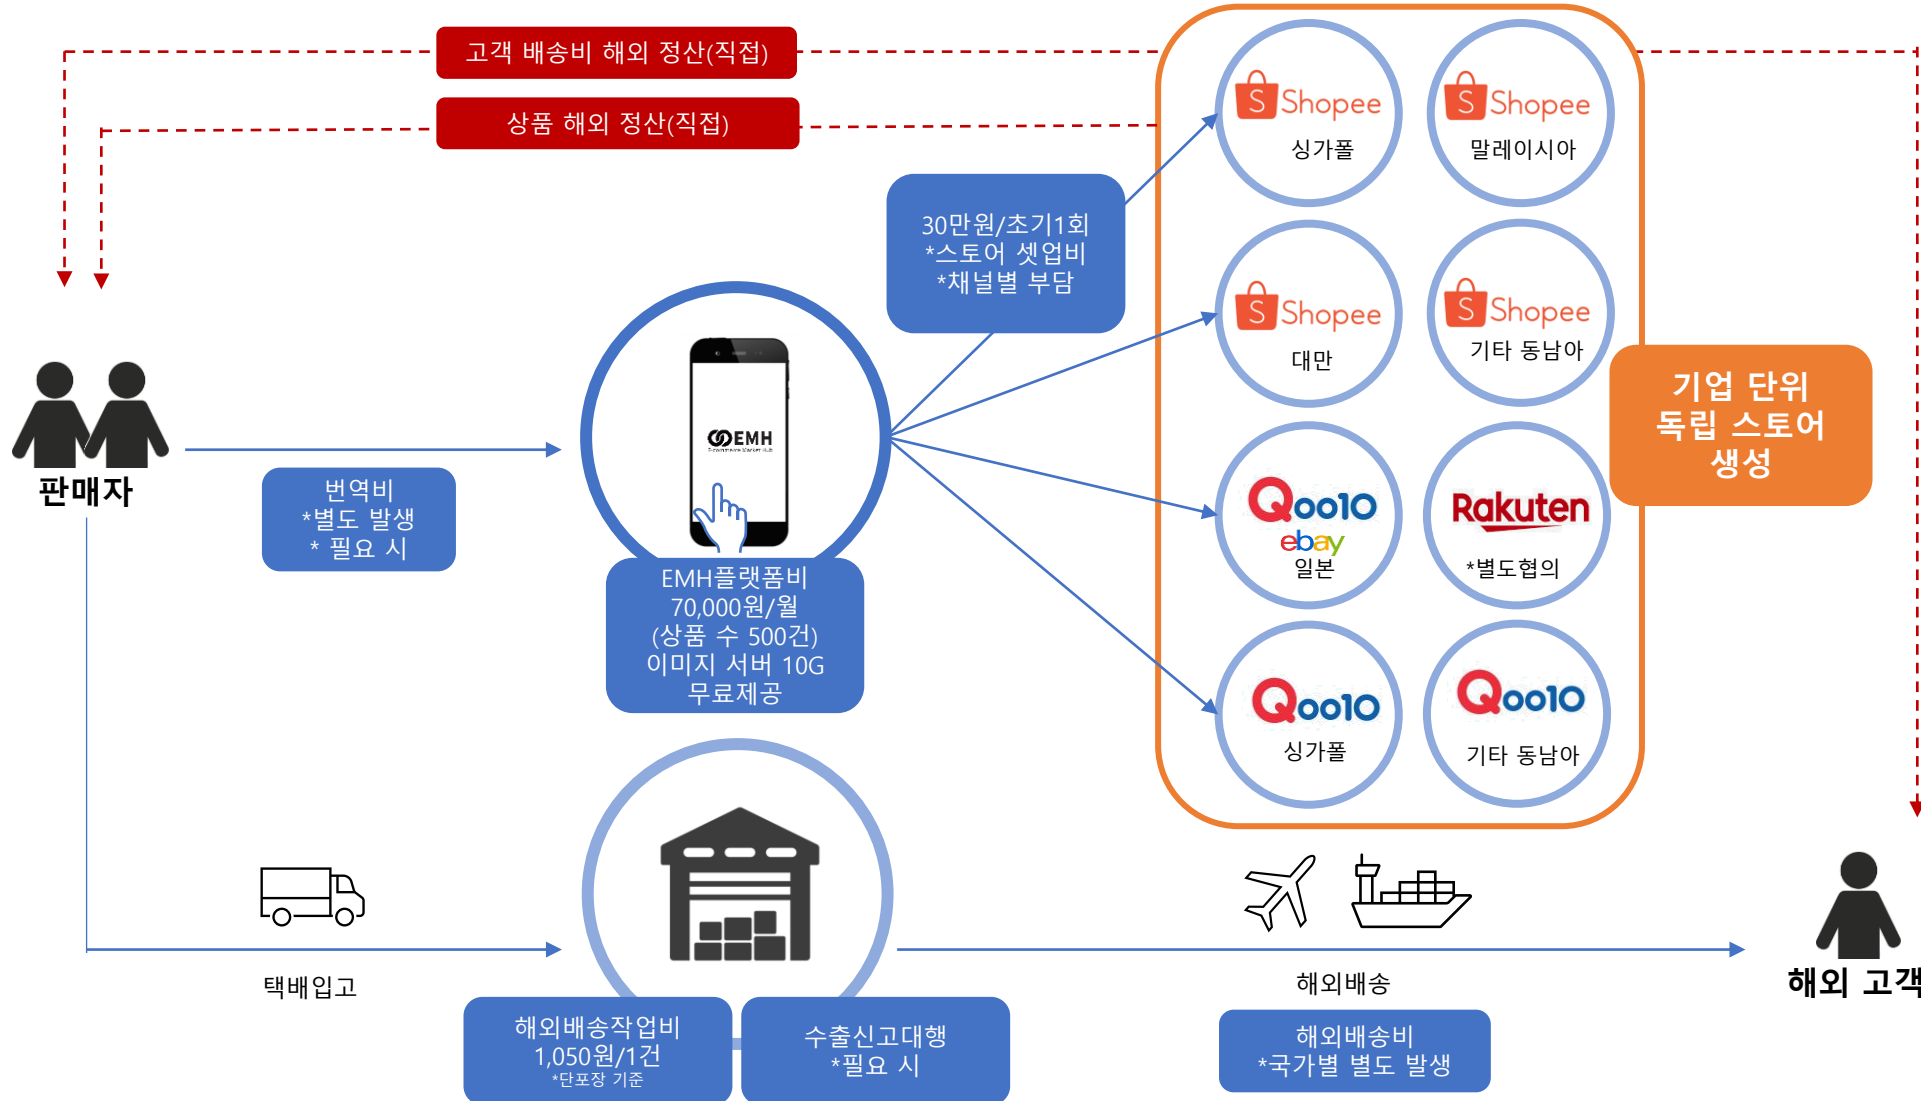 고객 배송비 해외 정산(직접)
상품 해외 정산(직접)
Shopee
싱가폴
Shopee
말레이시아
30만원/초기1회
*스토어 셋업비
*채널별 부담
Shopee
대만
Shopee
기타 동남아
기업 단위
독립 스토어
생성
판매자
번역비
*별도 발생
* 필요 시
EMH
E-commerce Market Hub
EMH플랫폼비
70,000원/월
(상품 수 500건)
이미지 서버 10G
무료제공
Qoo10
ebay
일본
Rakuten
*별도협의
Qoo10
싱가폴
Qoo10
기타 동남아
택배입고
해외배송작업비
1,050원/1건
*단포장 기준
수출신고대행
*필요 시
해외배송
해외배송비
*국가별 별도 발생
해외 고객